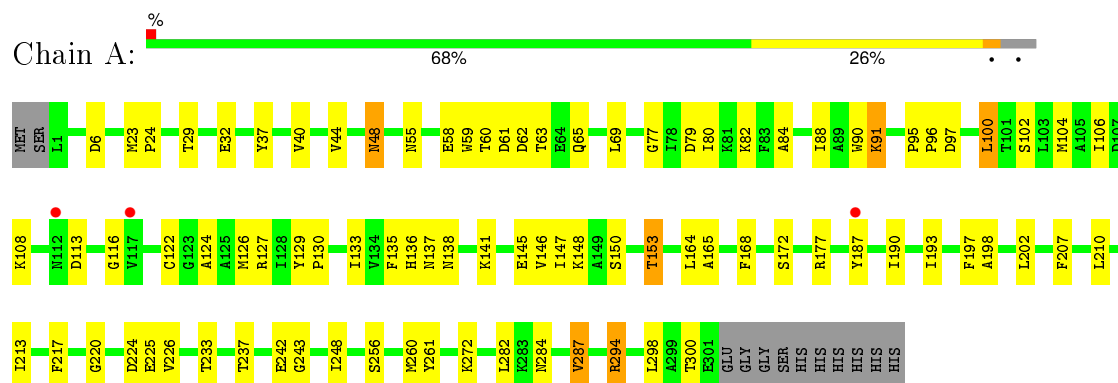 %
Chain A:
68% 26% • •
MET SER L1 D6 M23 P24 T29 E32 Y37 V40 V44 N48 N55 E58 W59 T60 D61 D62 T63 E64 Q65 L69 G77 I78 D79 I80 K81 K82 F83 A84 I88 A89 W90 K91 P95 P96 D97 L100 T101 S102 L103 M104 A105 I106 D107
K108 N112 D113 G116 V117 C122 G123 A124 A125 M126 R127 I128 Y129 P130 I133 V134 F135 H136 N137 N138 K141 E145 V146 I147 K148 A149 S150 T153 L164 A165 F168 S172 R177 Y187 I190 I193 F197 A198 L202 F207 L210
I213 F217 G220 D224 E225 V226 T233 T237 E242 G243 I248 S256 M260 Y261 K272 L282 K283 N284 V287 R294 L298 A299 T300 E301 GLU GLY GLY SER HIS HIS HIS HIS HIS HIS